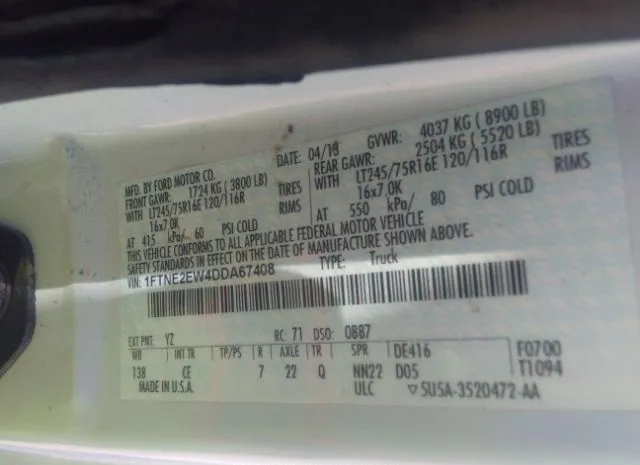 MFD. BY FORD MOTOR CO.
DATE: 04/13 GVWR: 4037 KG ( 8900 LB)
FRONT GAWR: 1724 KG ( 3800 LB)
REAR GAWR: 2504 KG ( 5520 LB)
WITH LT245/75R16E 120/116R TIRES
WITH LT245/75R16E 120/116R TIRES
16x7.0K RIMS
16x7.0K RIMS
AT 415 kPa/ 60 PSI COLD
AT 550 kPa/ 80 PSI COLD
THIS VEHICLE CONFORMS TO ALL APPLICABLE FEDERAL MOTOR VEHICLE
SAFETY STANDARDS IN EFFECT ON THE DATE OF MANUFACTURE SHOWN ABOVE.
VIN: 1FTNE2EW4DDA67408 TYPE: Truck
EXT PNT: YZ RC: 71 DSO: 0887
WB INT TR TP/PS R AXLE TR SPR DE416 F0700
138 CE 7 22 Q NN22 D05 T1094
MADE IN U.S.A. ULC ▽5U5A-3520472-AA